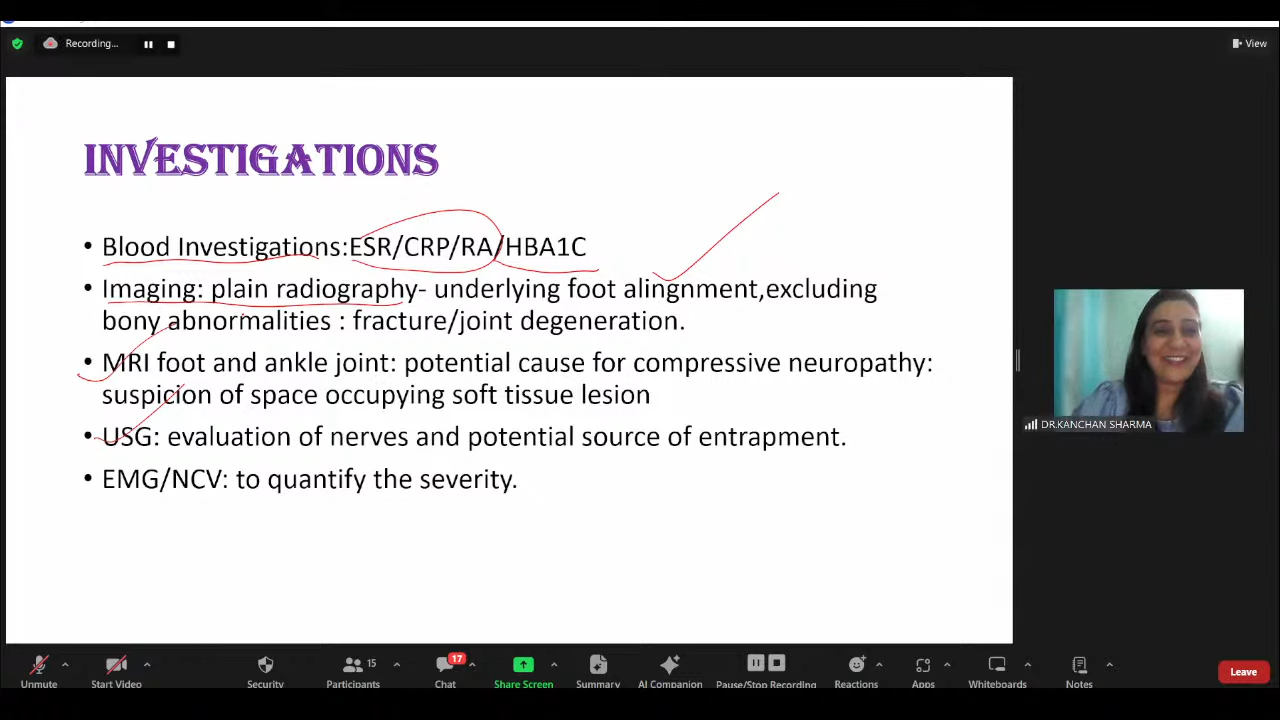 Recording...
View
INVESTIGATIONS
• Blood Investigations:ESR/CRP/RA/HBA1C
• Imaging: plain radiography- underlying foot alingnment,excluding
bony abnormalities : fracture/joint degeneration.
• MRI foot and ankle joint: potential cause for compressive neuropathy:
suspicion of space occupying soft tissue lesion
• USG: evaluation of nerves and potential source of entrapment.
• EMG/NCV: to quantify the severity.
DR.KANCHAN SHARMA
15
17
Unmute
Start Video
Security
Participants
Chat
Share Screen
Summary
AI Companion
Pause/Stop Recording
Reactions
Apps
Whiteboards
Notes
Leave